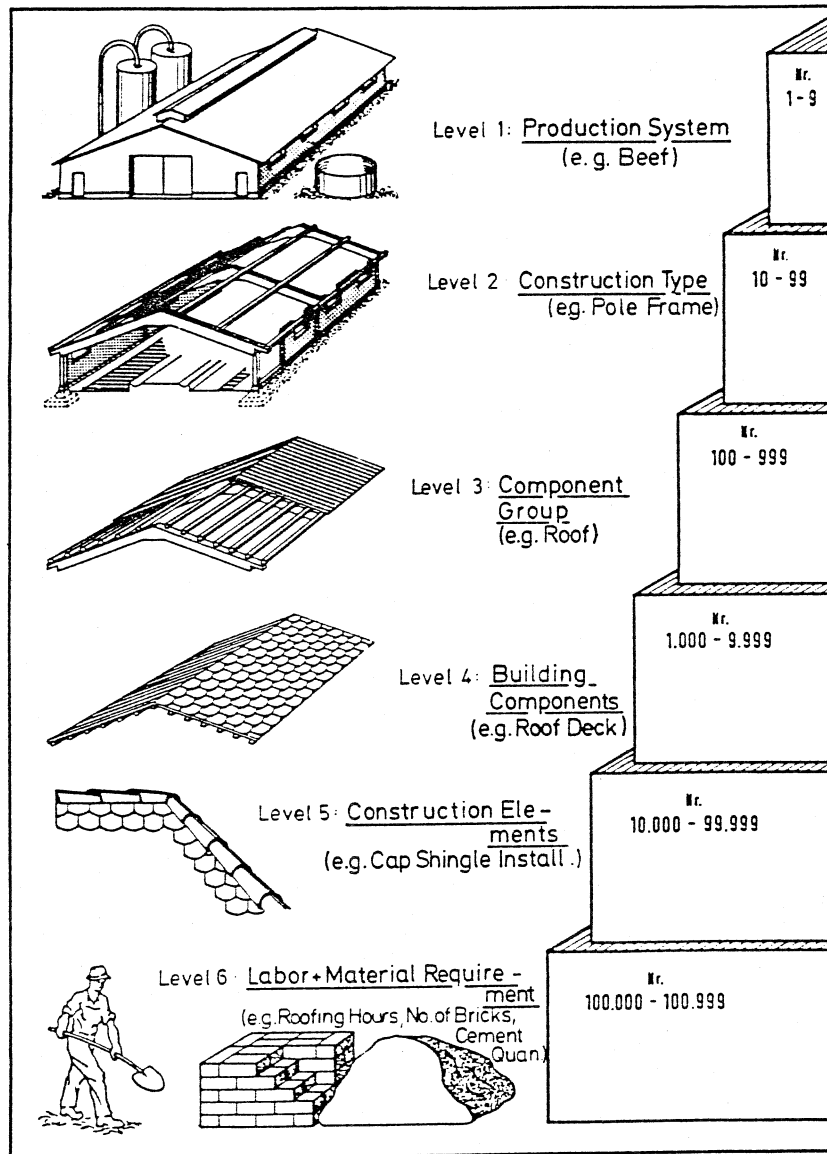 Nr.
1-9
Level 1: Production System
(e.g. Beef)
Nr.
10 - 99
Level 2 Construction Type
(eg. Pole Frame)
Nr.
100 - 999
Level 3: Component
Group
(e.g. Roof)
Nr.
1.000 - 9.999
Level 4: Building
Components
(e.g. Roof Deck)
Nr.
10.000 - 99.999
Level 5: Construction Ele-
ments
(e.g. Cap Shingle Install.)
Nr.
100.000 - 100.999
Level 6 Labor+Material Require-
ment
(e.g. Roofing Hours, No. of Bricks,
Cement
Quan.)